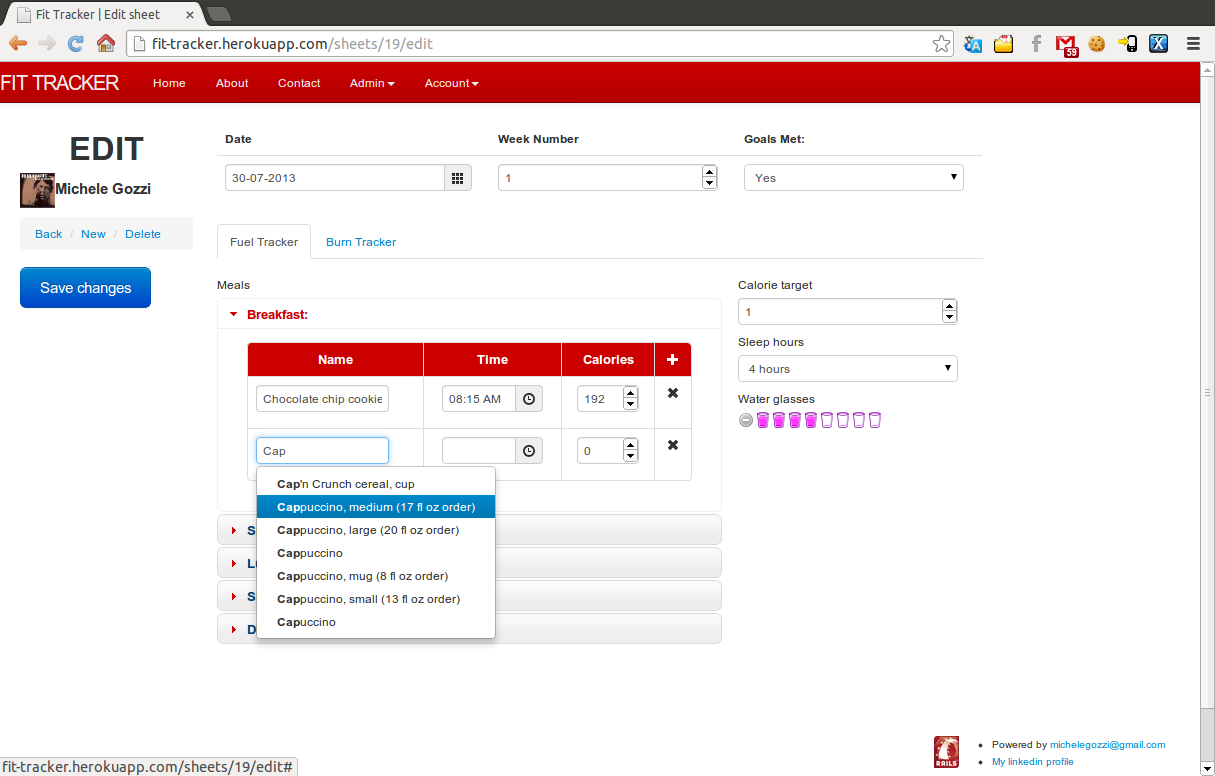 Fit Tracker | Edit sheet
fit-tracker.herokuapp.com/sheets/19/edit
59
X
FIT TRACKER Home About Contact Admin Account
EDIT
Michele Gozzi
Back / New / Delete
Save changes
Date Week Number Goals Met:
30-07-2013 1 Yes
Fuel Tracker Burn Tracker
Meals
Breakfast:
Name Time Calories
Chocolate chip cookie 08:15 AM 192
Cap 0
Cap'n Crunch cereal, cup
Cappuccino, medium (17 fl oz order)
Cappuccino, large (20 fl oz order)
Cappuccino
Cappuccino, mug (8 fl oz order)
Cappuccino, small (13 fl oz order)
Capuccino
S
L
S
D
Calorie target
1
Sleep hours
4 hours
Water glasses
RAILS
Powered by michelegozzi@gmail.com
My linkedin profile
fit-tracker.herokuapp.com/sheets/19/edit#